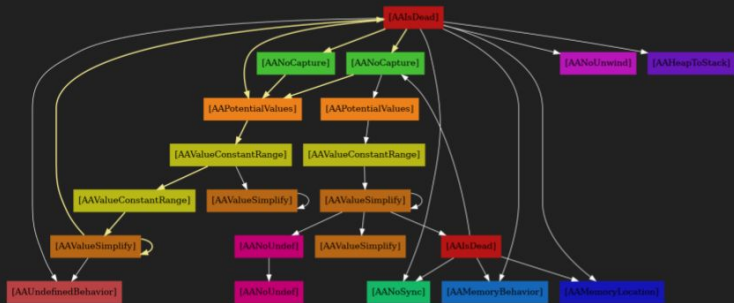 [AAIsDead]
[AANoCapture] [AANoCapture] [AANoUnwind] [AAHeapToStack]
[AAPotentialValues] [AAPotentialValues]
[AAValueConstantRange] [AAValueConstantRange]
[AAValueConstantRange] [AAValueSimplify] [AAValueSimplify]
[AAValueSimplify] [AANoUndef] [AAValueSimplify] [AAIsDead]
[AAUndefinedBehavior] [AANoUndef] [AANoSync] [AAMemoryBehavior] [AAMemoryLocation]